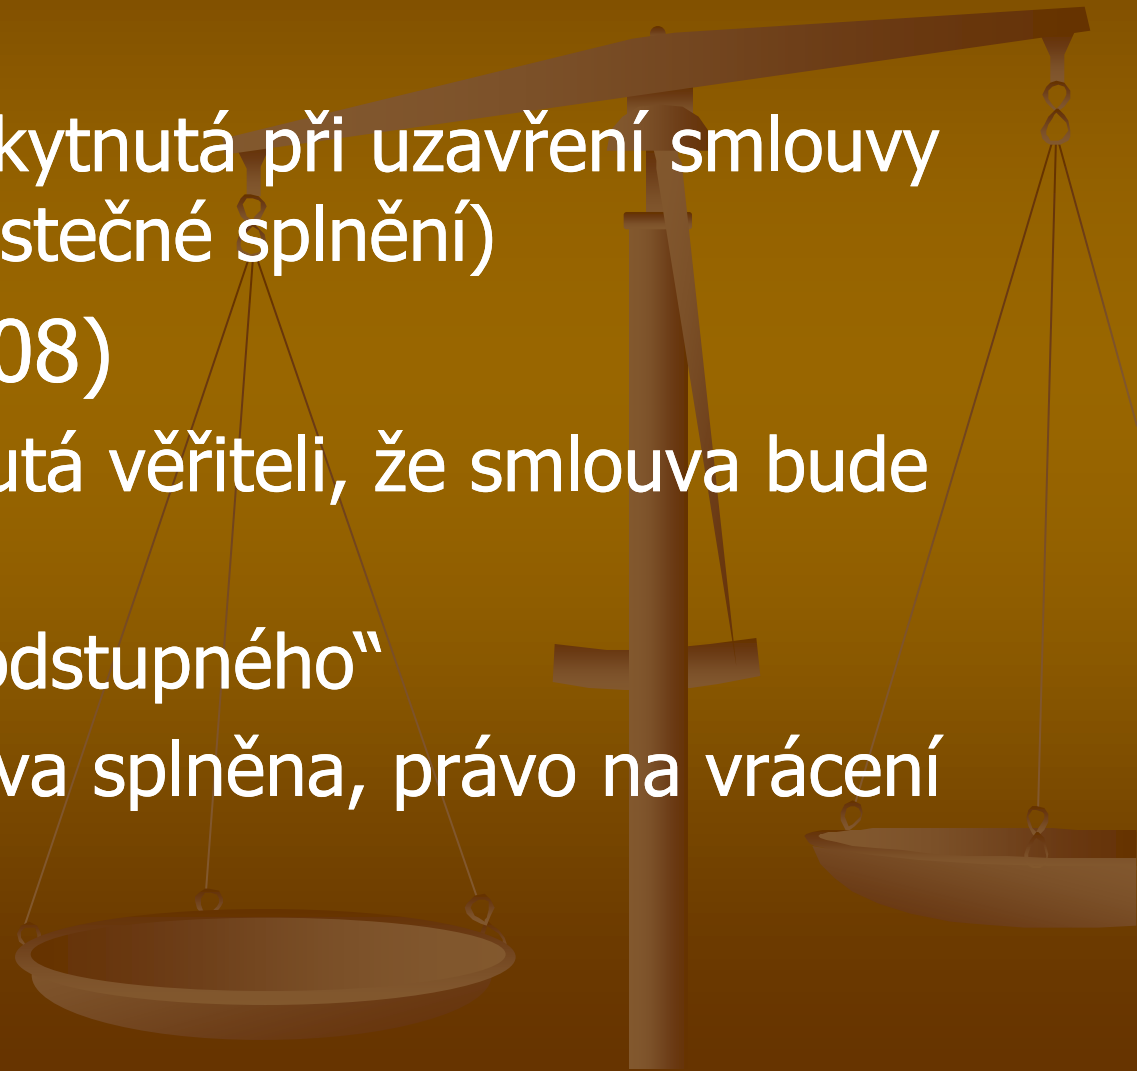 kytnutá při uzavření smlouvy
stečné splnění)
08)
utá věřiteli, že smlouva bude
odstupného“
va splněna, právo na vrácení